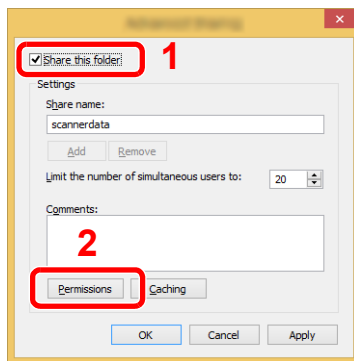 Share this folder 1
Settings
Share name:
scannerdata
Add Remove
Limit the number of simultaneous users to: 20
Comments:
2
Permissions Caching
OK Cancel Apply